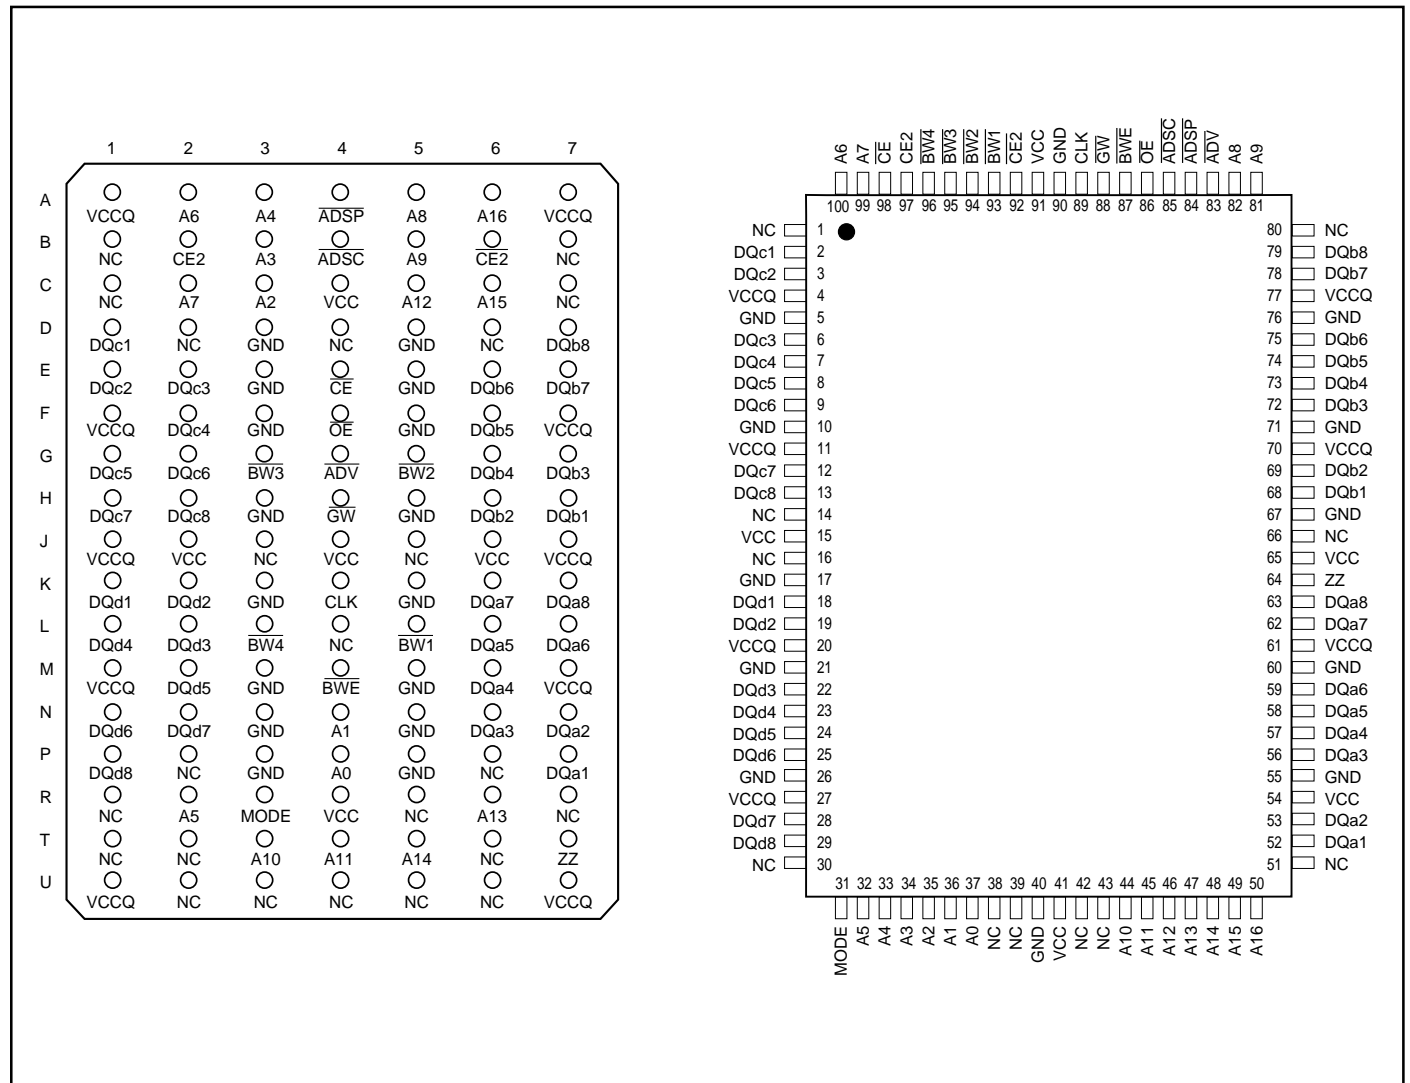 1 2 3 4 5 6 7
A
VCCQ A6 A4 ADSP A8 A16 VCCQ
B
NC CE2 A3 ADSC A9 CE2 NC
C
NC A7 A2 VCC A12 A15 NC
D
DQc1 NC GND NC GND NC DQb8
E
DQc2 DQc3 GND CE GND DQb6 DQb7
F
VCCQ DQc4 GND OE GND DQb5 VCCQ
G
DQc5 DQc6 BW3 ADV BW2 DQb4 DQb3
H
DQc7 DQc8 GND GW GND DQb2 DQb1
J
VCCQ VCC NC VCC NC VCC VCCQ
K
DQd1 DQd2 GND CLK GND DQa7 DQa8
L
DQd4 DQd3 BW4 NC BW1 DQa5 DQa6
M
VCCQ DQd5 GND BWE GND DQa4 VCCQ
N
DQd6 DQd7 GND A1 GND DQa3 DQa2
P
DQd8 NC GND A0 GND NC DQa1
R
NC A5 MODE VCC NC A13 NC
T
NC NC A10 A11 A14 NC ZZ
U
VCCQ NC NC NC NC NC VCCQ
A6 A7 CE CE2 BW4 BW3 BW2 BW1 CE2 VCC GND CLK GW BWE OE ADSC ADSP ADV A8 A9
100 99 98 97 96 95 94 93 92 91 90 89 88 87 86 85 84 83 82 81
NC 1 80 NC
DQc1 2 79 DQb8
DQc2 3 78 DQb7
VCCQ 4 77 VCCQ
GND 5 76 GND
DQc3 6 75 DQb6
DQc4 7 74 DQb5
DQc5 8 73 DQb4
DQc6 9 72 DQb3
GND 10 71 GND
VCCQ 11 70 VCCQ
DQc7 12 69 DQb2
DQc8 13 68 DQb1
NC 14 67 GND
VCC 15 66 NC
NC 16 65 VCC
GND 17 64 ZZ
DQd1 18 63 DQa8
DQd2 19 62 DQa7
VCCQ 20 61 VCCQ
GND 21 60 GND
DQd3 22 59 DQa6
DQd4 23 58 DQa5
DQd5 24 57 DQa4
DQd6 25 56 DQa3
GND 26 55 GND
VCCQ 27 54 VCC
DQd7 28 53 DQa2
DQd8 29 52 DQa1
NC 30 51 NC
31 32 33 34 35 36 37 38 39 40 41 42 43 44 45 46 47 48 49 50
MODE A5 A4 A3 A2 A1 A0 NC NC GND VCC NC NC A10 A11 A12 A13 A14 A15 A16